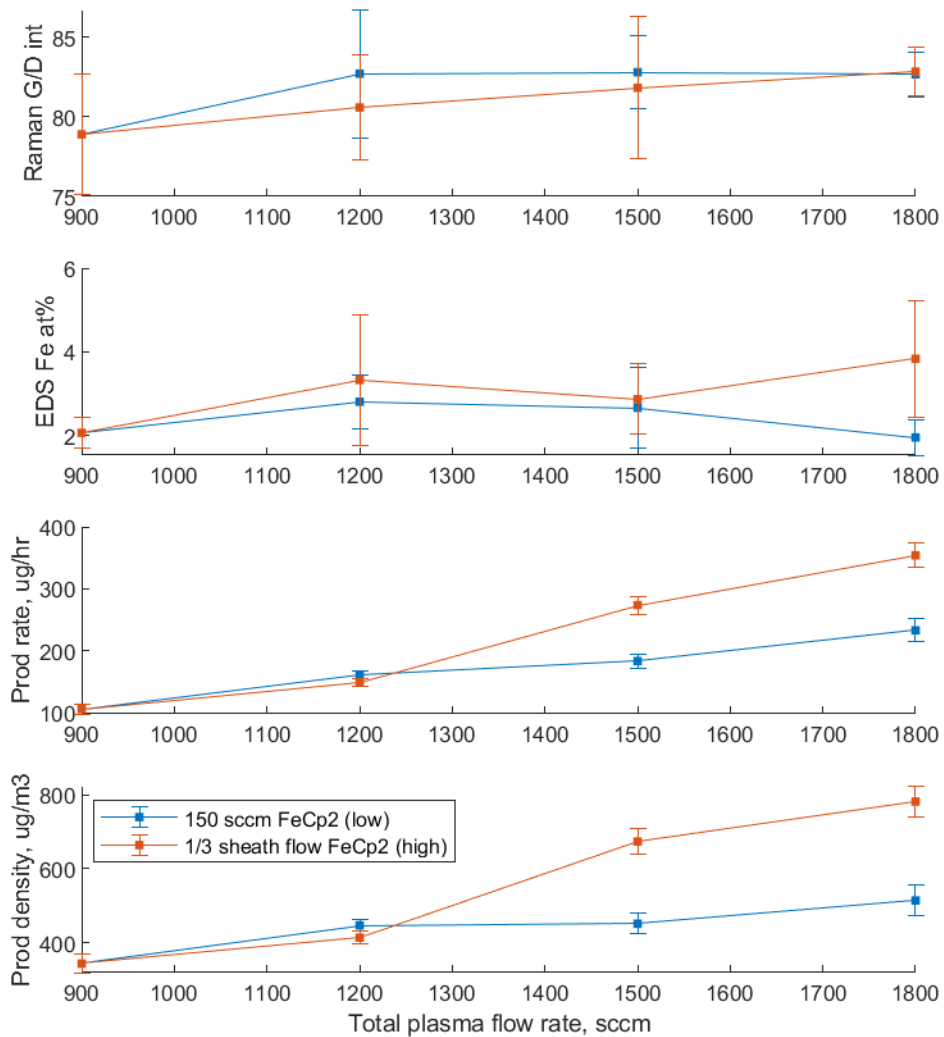 Raman G/D int
85
80
75
900 1000 1100 1200 1300 1400 1500 1600 1700 1800
EDS Fe at%
6
4
2
900 1000 1100 1200 1300 1400 1500 1600 1700 1800
Prod rate, ug/hr
400
300
200
100
900 1000 1100 1200 1300 1400 1500 1600 1700 1800
Prod density, ug/m3
800
600
400
150 sccm FeCp2 (low)
1/3 sheath flow FeCp2 (high)
900 1000 1100 1200 1300 1400 1500 1600 1700 1800
Total plasma flow rate, sccm